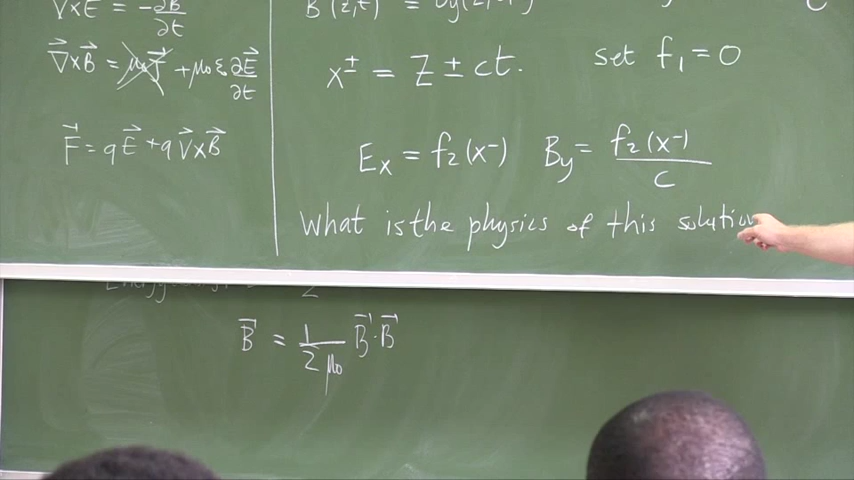 ∇×E⃗ = -∂B⃗/∂t
∇⃗×B⃗ = μ₀J⃗ + μ₀ε ∂E⃗/∂t
F⃗ = qE⃗ + qV⃗×B⃗
B⃗(z,t) =
x± = Z ± ct.
set f₁ = 0
Eₓ = f₂(x⁻) By = f₂(x⁻)/c
What is the physics of this solution
B⃗ = 1/2μ₀ B⃗·B⃗